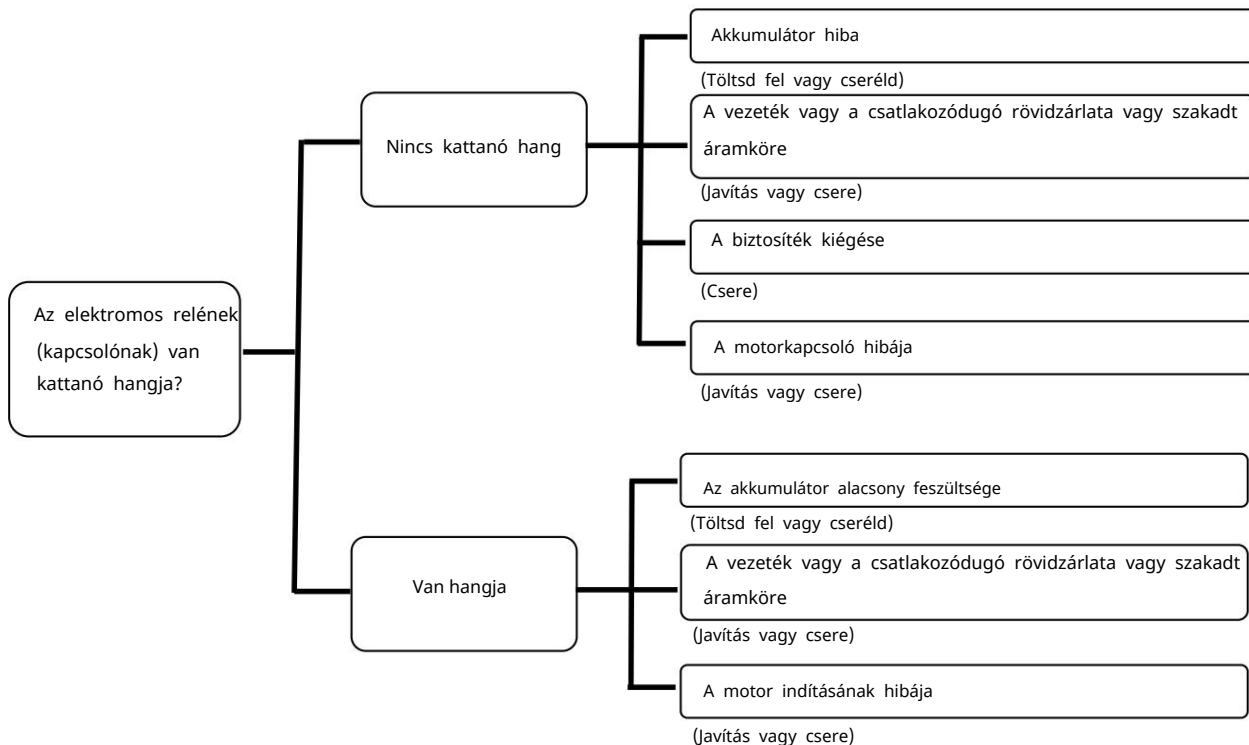 Az elektromos relének
(kapcsolónak) van
kattanó hangja?
Nincs kattanó hang
Akkumulátor hiba
(Töltsd fel vagy cseréld)
A vezeték vagy a csatlakozódugó rövidzárlata vagy szakadt
áramköre
(Javítás vagy csere)
A biztosíték kiégése
(Csere)
A motorkapcsoló hibája
(Javítás vagy csere)
Van hangja
Az akkumulátor alacsony feszültsége
(Töltsd fel vagy cseréld)
A vezeték vagy a csatlakozódugó rövidzárlata vagy szakadt
áramköre
(Javítás vagy csere)
A motor indításának hibája
(Javítás vagy csere)